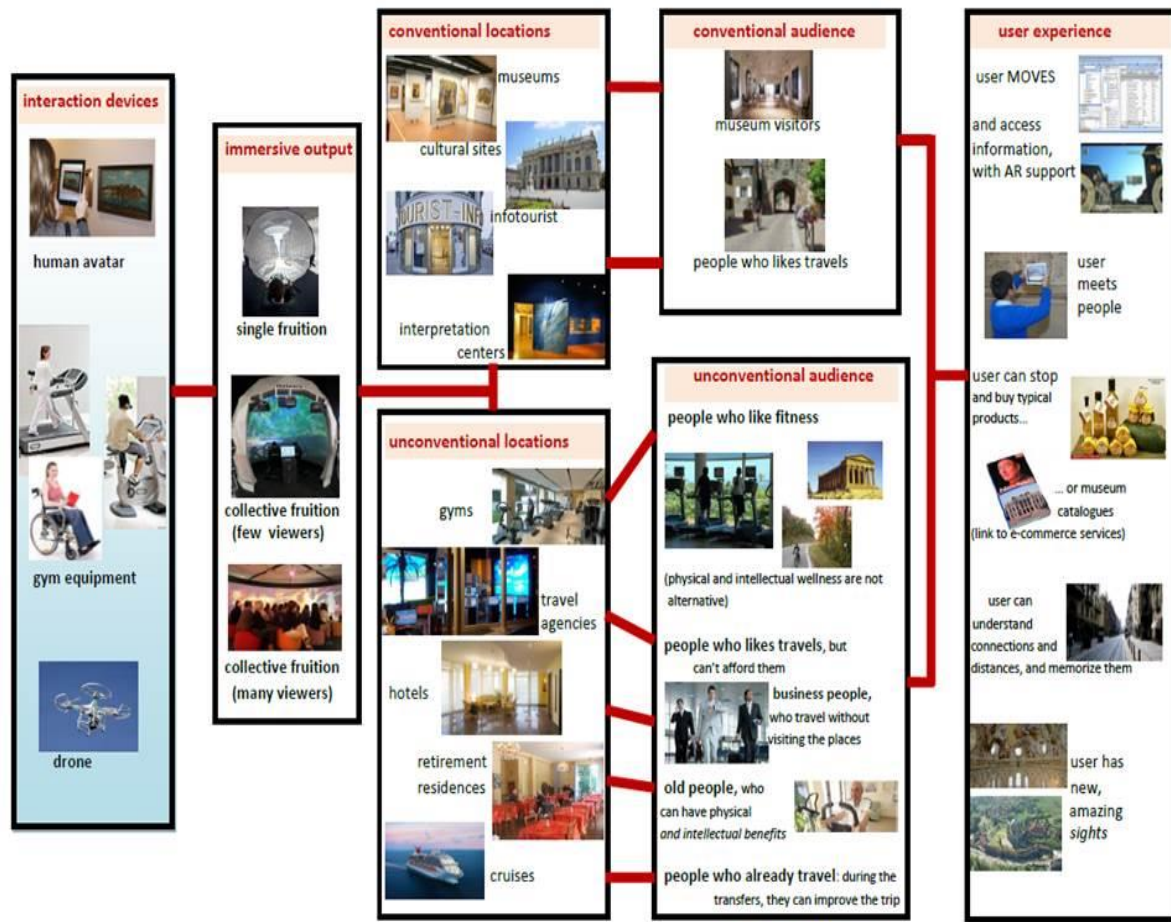 interaction devices
human avatar
gym equipment
drone
immersive output
single fruition
collective fruition
(few viewers)
collective fruition
(many viewers)
conventional locations
museums
cultural sites
TOURIST-INFO
infotourist
interpretation
centers
unconventional locations
gyms
travel
agencies
hotels
retirement
residences
cruises
conventional audience
museum visitors
people who likes travels
unconventional audience
people who like fitness
(physical and intellectual wellness are not
alternative)
people who likes travels, but
can't afford them
business people,
who travel without
visiting the places
old people, who
can have physical
and intellectual benefits
people who already travel: during the
transfers, they can improve the trip
user experience
user MOVES
and access
information,
with AR support
user
meets
people
user can stop
and buy typical
products...
... or museum
catalogues
(link to e-commerce services)
user can
understand
connections and
distances, and memorize them
user has
new,
amazing
sights